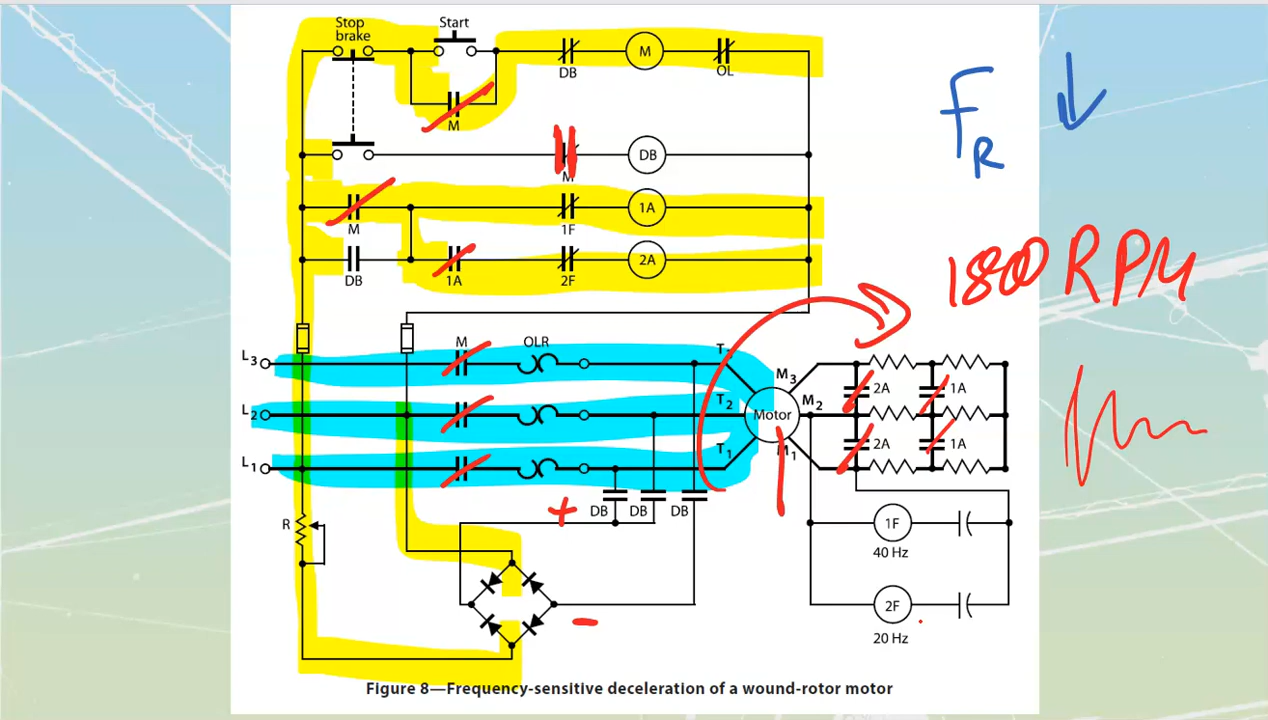 Stop
brake
Start
DB
M
OL
M
DB
M
1A
M
1F
2A
DB
1A
2F
L3
M
OLR
T
M3
2A
1A
L2
T2
Motor
M2
2A
1A
L1
T1
M1
R
+
DB
DB
DB
1F
40 Hz
-
2F
20 Hz
FR ↓
1800 RPM
Figure 8—Frequency-sensitive deceleration of a wound-rotor motor